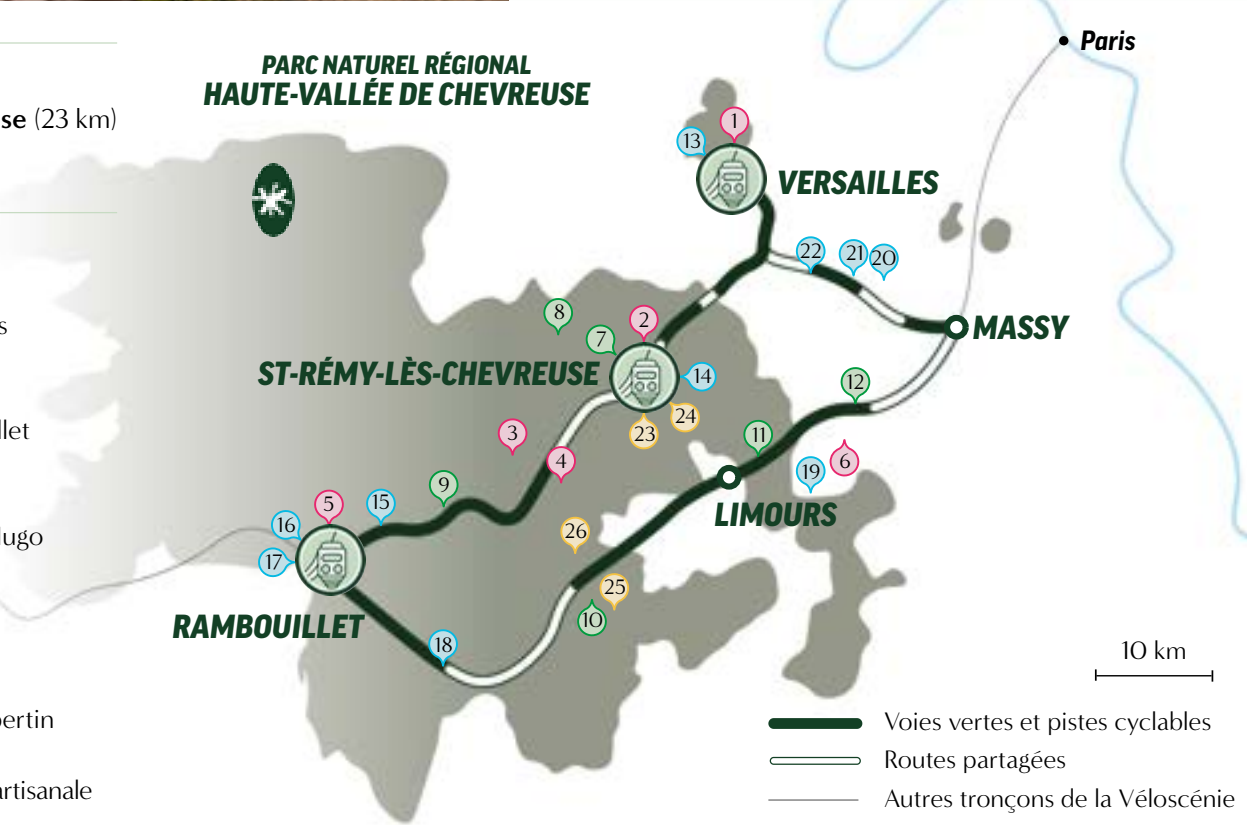 Paris
PARC NATUREL RÉGIONAL
HAUTE-VALLÉE DE CHEVREUSE
se (23 km)
1
13
VERSAILLES
22
21
20
s
8
2
7
MASSY
ST-RÉMY-LÈS-CHEVREUSE
14
12
24
23
llet
3
11
4
19
6
9
15
5
LIMOURS
16
26
ugo
17
25
10
RAMBOUILLET
18
10 km
pertin
Voies vertes et pistes cyclables
Routes partagées
artisanale
Autres tronçons de la Véloscénie